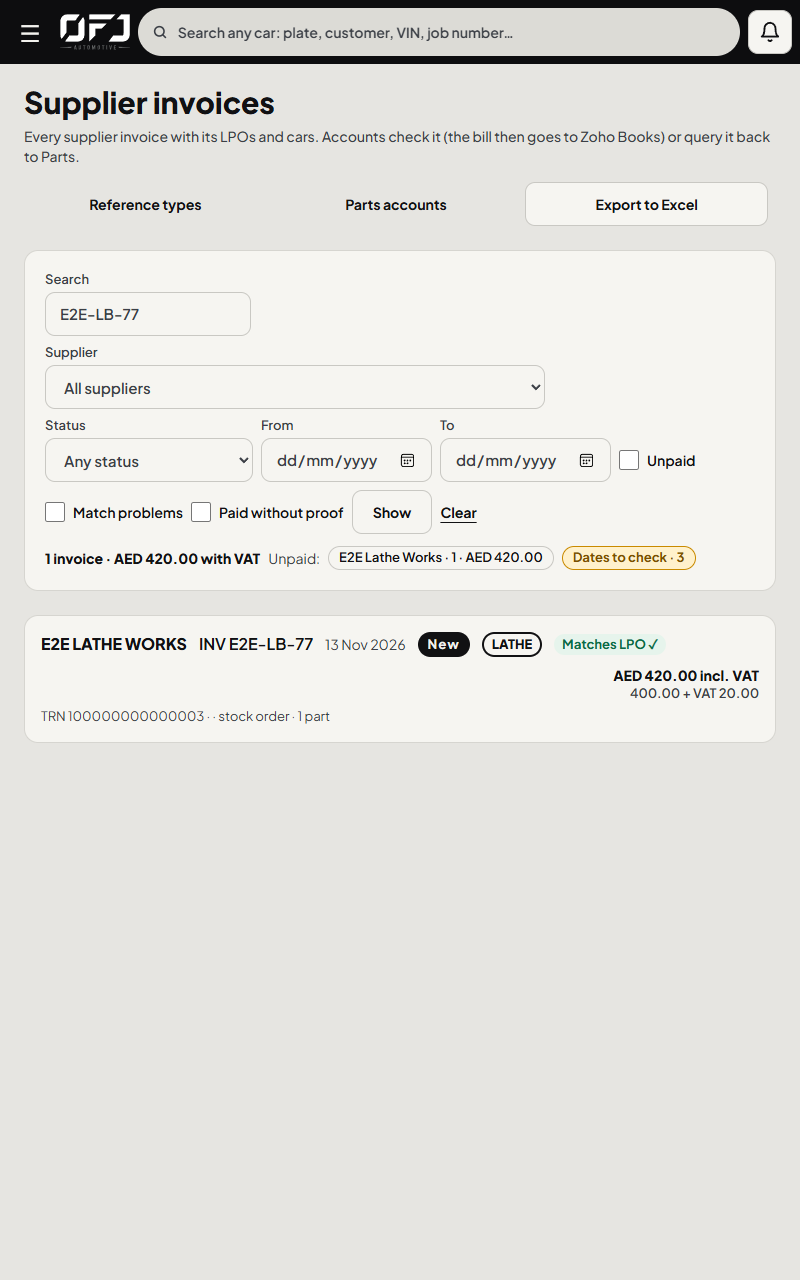 OFJ
AUTOMOTIVE
Search any car: plate, customer, VIN, job number…
Supplier invoices
Every supplier invoice with its LPOs and cars. Accounts check it (the bill then goes to Zoho Books) or query it back
to Parts.
Reference types
Parts accounts
Export to Excel
Search
E2E-LB-77
Supplier
All suppliers
Status
From
To
Any status
dd/mm/yyyy
dd/mm/yyyy
Unpaid
Match problems
Paid without proof
Show
Clear
1 invoice · AED 420.00 with VAT Unpaid: E2E Lathe Works · 1 · AED 420.00 Dates to check · 3
E2E LATHE WORKS INV E2E-LB-77 13 Nov 2026 New LATHE Matches LPO ✓
AED 420.00 incl. VAT
400.00 + VAT 20.00
TRN 100000000000003 · · stock order · 1 part